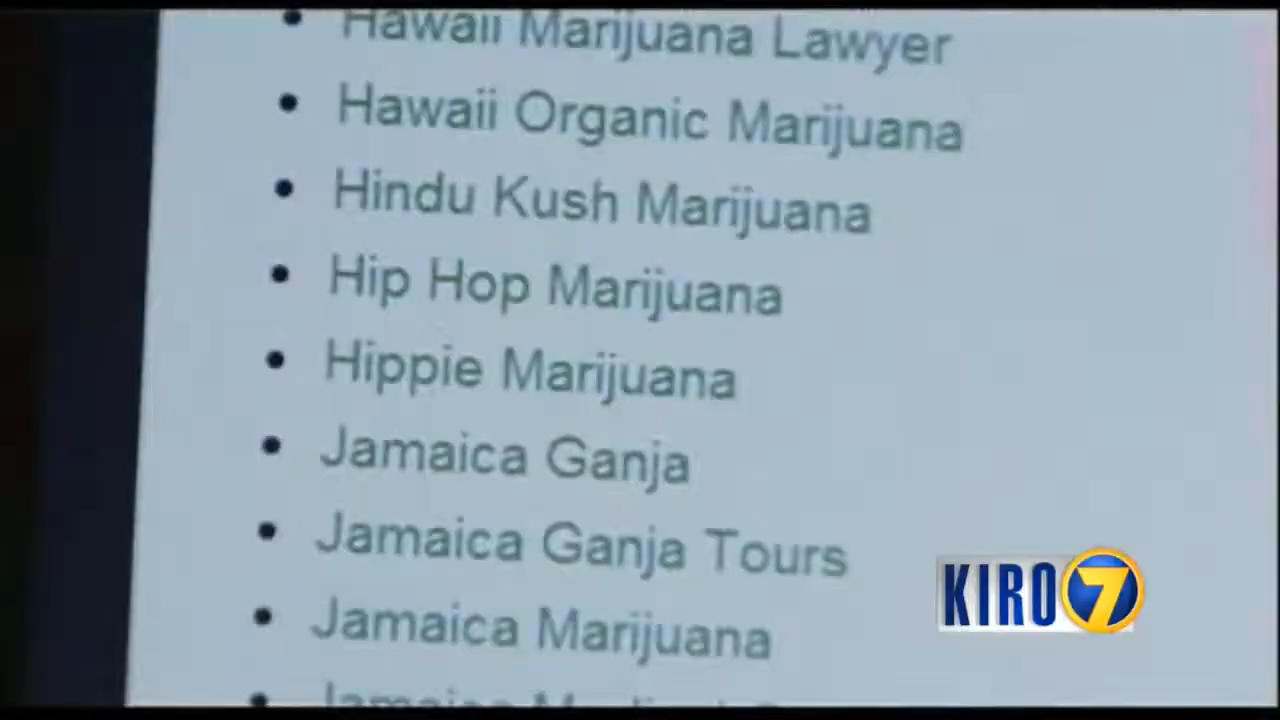 Hawaii Marijuana Lawyer
Hawaii Organic Marijuana
Hindu Kush Marijuana
Hip Hop Marijuana
Hippie Marijuana
Jamaica Ganja
Jamaica Ganja Tours
Jamaica Marijuana
Jamaica
KIRO 7